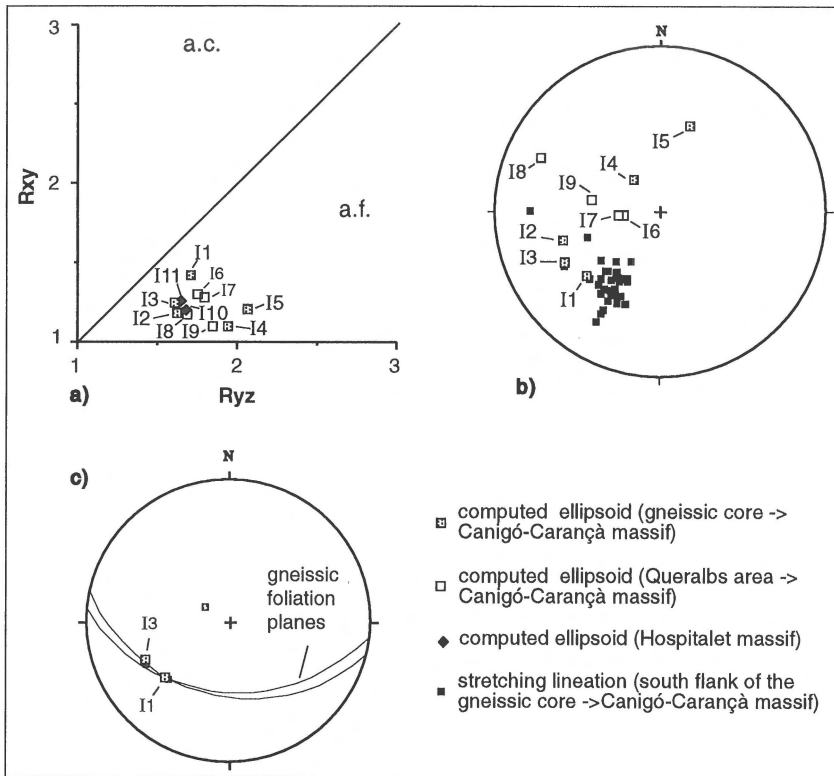 3
a.c.
2
Rxy
a.f.
I1
I11
I6
I7
I3
I10
I5
I2
I8
I9
I4
1
1
2
3
a)
Ryz
N
I5
I8
I4
I9
I7
I6
I2
I3
I1
b)
c)
N
gneissic
foliation
planes
I3
I1
computed ellipsoid (gneissic core ->
Canigó-Carançà massif)
computed ellipsoid (Queralbs area ->
Canigó-Carançà massif)
computed ellipsoid (Hospitalet massif)
stretching lineation (south flank of the
gneissic core ->Canigó-Carançà massif)